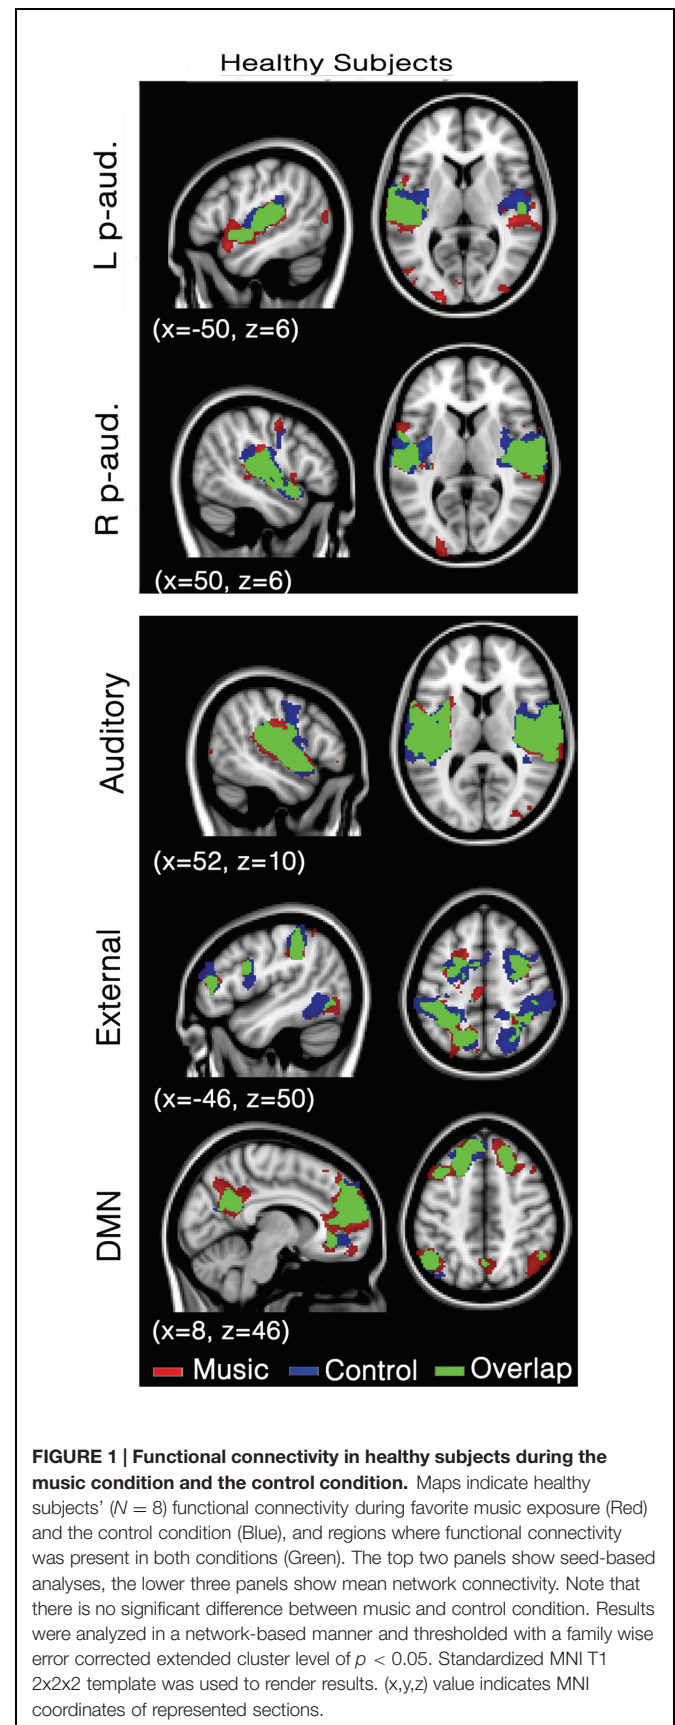 Healthy Subjects
L p-aud.
(x=-50, z=6)
R p-aud.
(x=50, z=6)
Auditory
(x=52, z=10)
External
(x=-46, z=50)
DMN
(x=8, z=46)
Music Control Overlap
FIGURE 1 | Functional connectivity in healthy subjects during the
music condition and the control condition. Maps indicate healthy
subjects' (N = 8) functional connectivity during favorite music exposure (Red)
and the control condition (Blue), and regions where functional connectivity
was present in both conditions (Green). The top two panels show seed-based
analyses, the lower three panels show mean network connectivity. Note that
there is no significant difference between music and control condition. Results
were analyzed in a network-based manner and thresholded with a family wise
error corrected extended cluster level of p < 0.05. Standardized MNI T1
2x2x2 template was used to render results. (x,y,z) value indicates MNI
coordinates of represented sections.